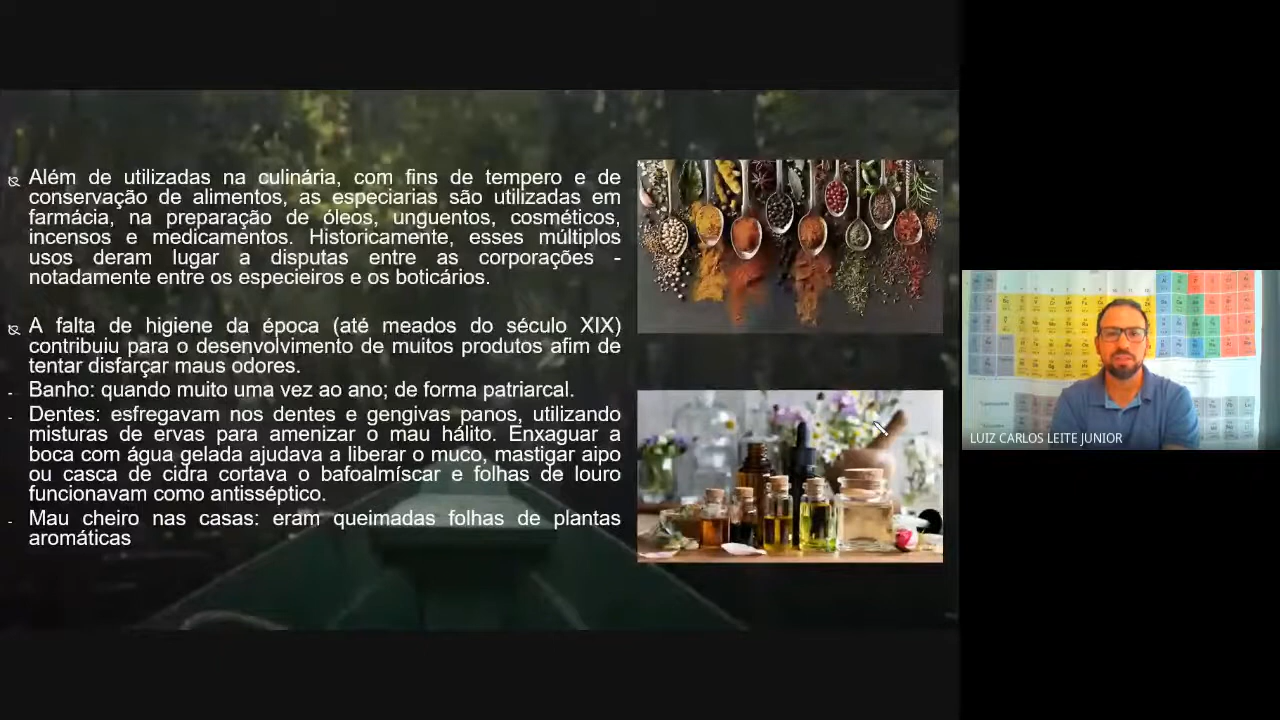 Além de utilizadas na culinária, com fins de tempero e de
conservação de alimentos, as especiarias são utilizadas em
farmácia, na preparação de óleos, unguentos, cosméticos,
incensos e medicamentos. Historicamente, esses múltiplos
usos deram lugar a disputas entre as corporações -
notadamente entre os especieiros e os boticários.
A falta de higiene da época (até meados do século XIX)
contribuiu para o desenvolvimento de muitos produtos afim de
tentar disfarçar maus odores.
- Banho: quando muito uma vez ao ano; de forma patriarcal.
- Dentes: esfregavam nos dentes e gengivas panos, utilizando
misturas de ervas para amenizar o mau hálito. Enxaguar a
boca com água gelada ajudava a liberar o muco, mastigar aipo
ou casca de cidra cortava o bafoalmíscar e folhas de louro
funcionavam como antisséptico.
- Mau cheiro nas casas: eram queimadas folhas de plantas
aromáticas
LUIZ CARLOS LEITE JUNIOR